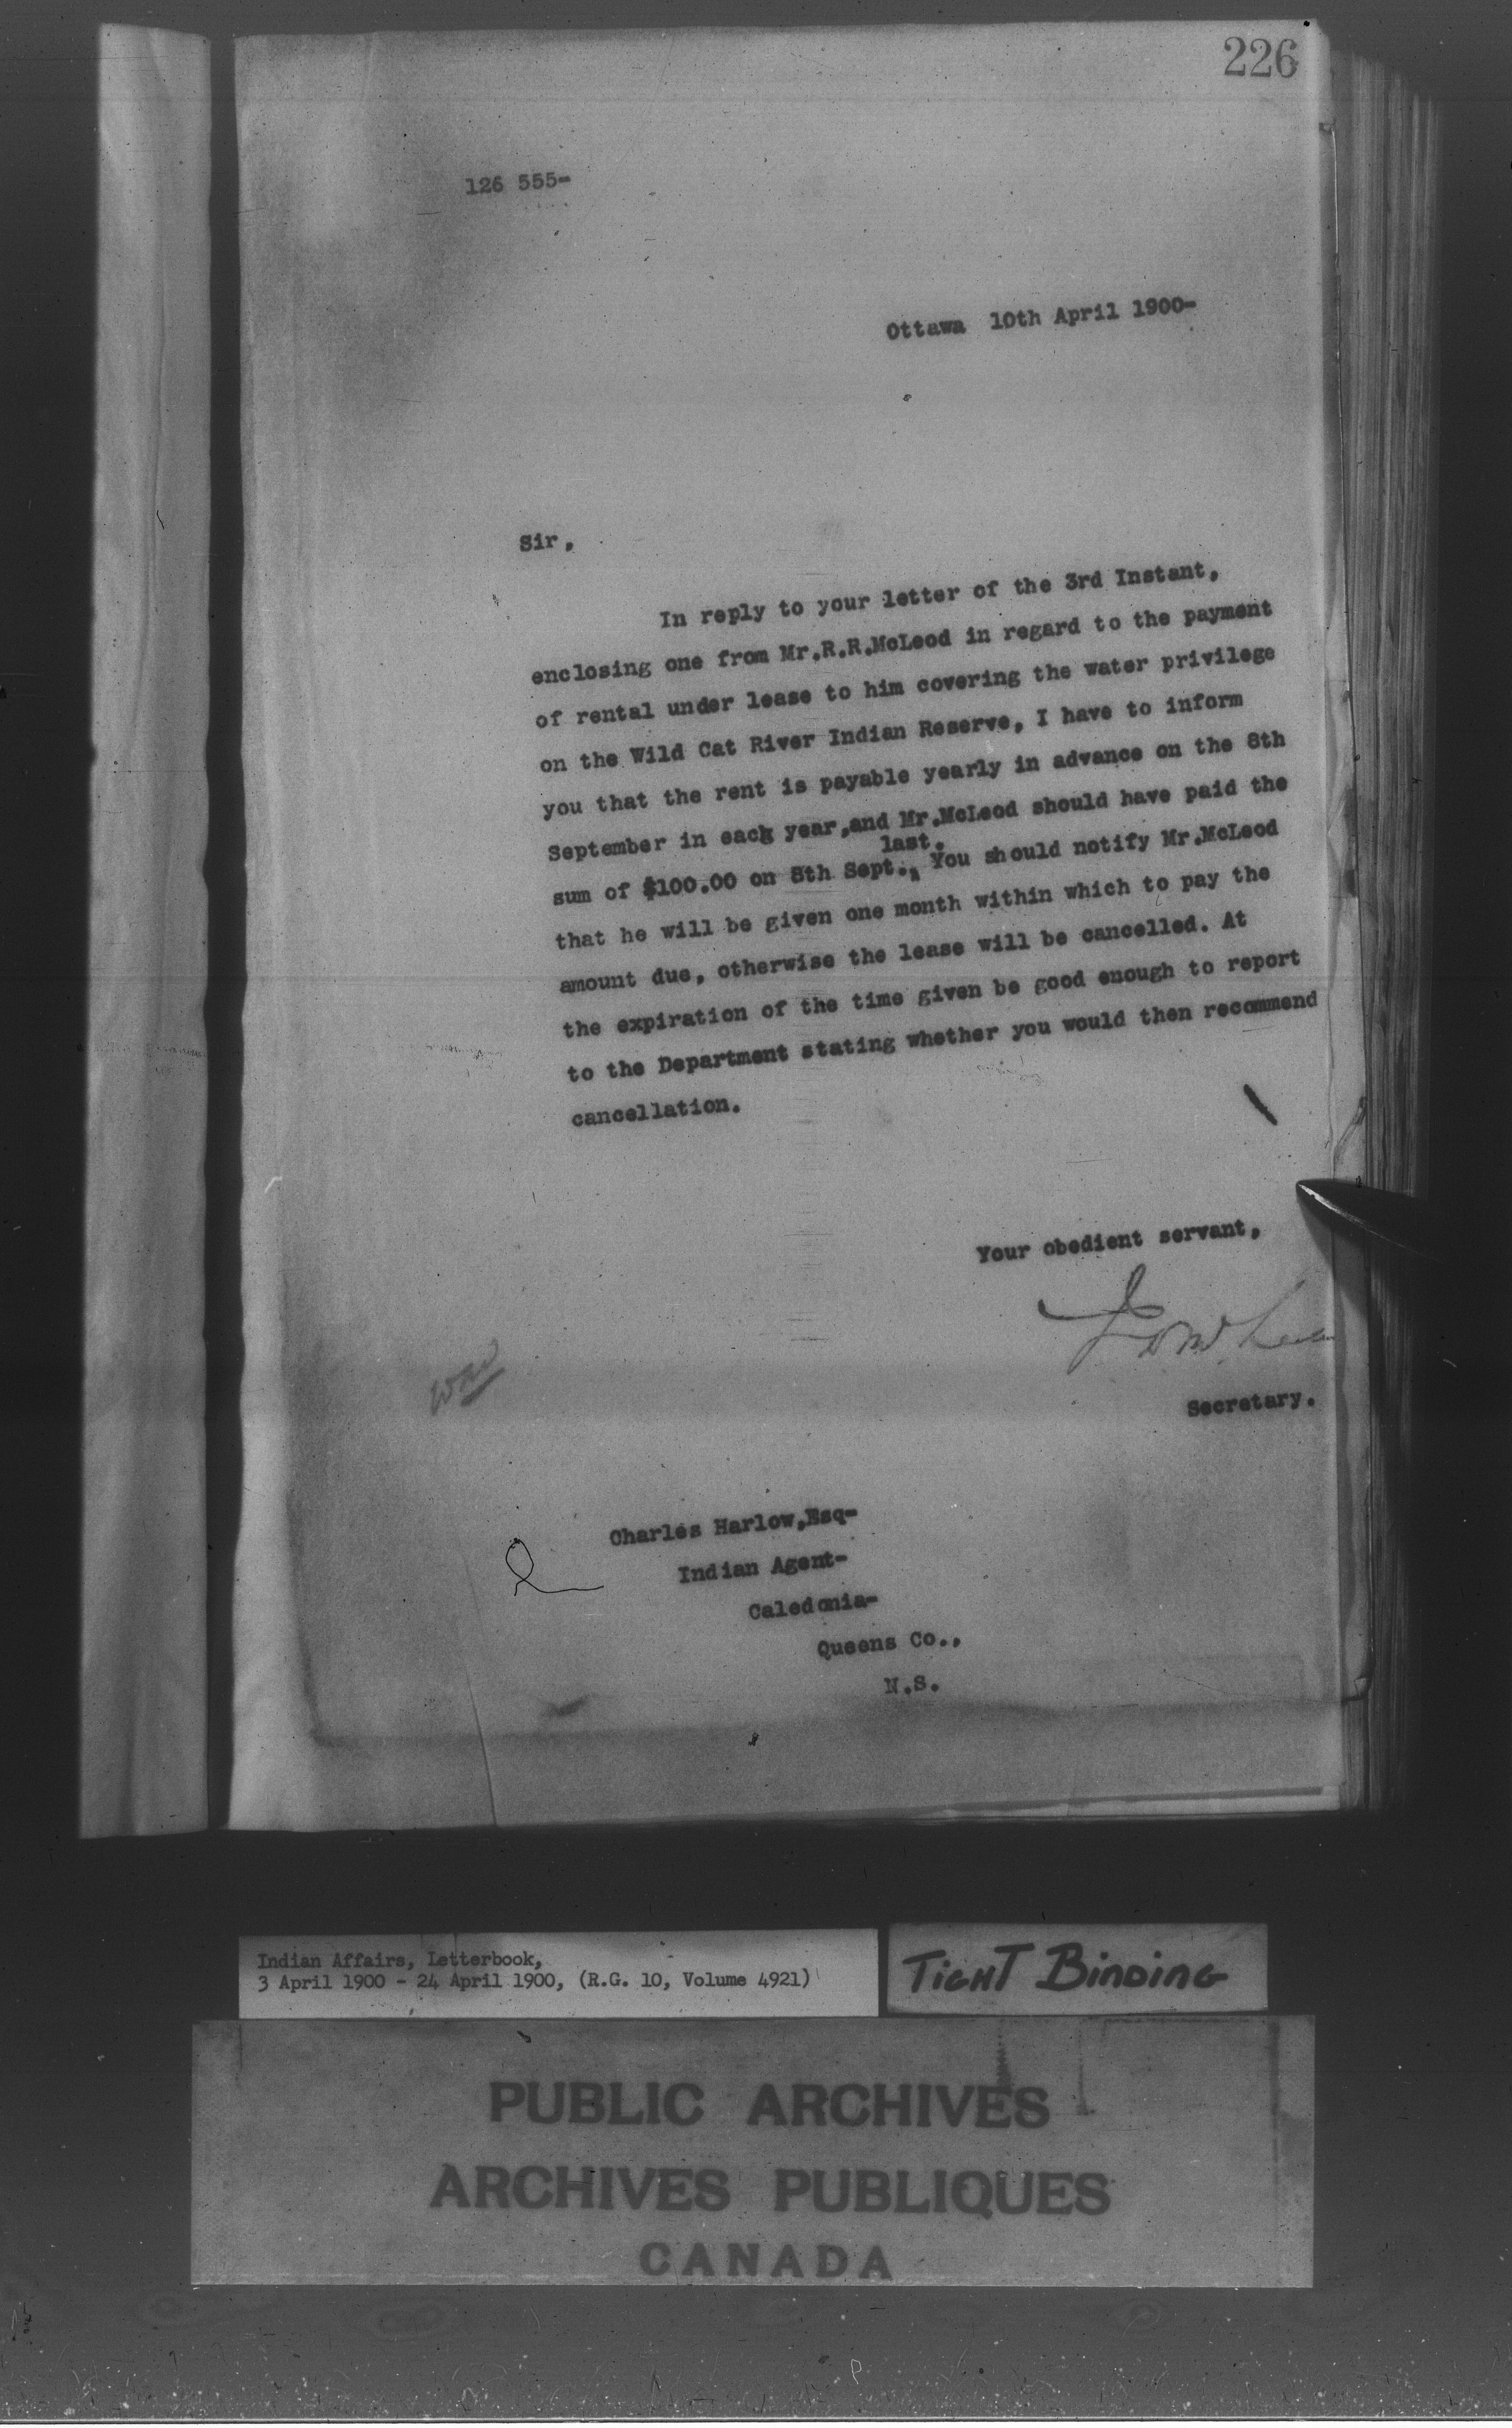 226
126 555-
Ottawa 10th April 1900-
Sir,
In reply to your letter of the 3rd Instant,
enclosing one from Mr.R.R.McLeod in regard to the payment
of rental under lease to him covering the water privilege
on the Wild Cat River Indian Reserve, I have to inform
you that the rent is payable yearly in advance on the 8th
September in each year,and Mr.McLeod should have paid the
last.
sum of $100.00 on 8th Sept., You should notify Mr.McLeod
that he will be given one month within which to pay the
amount due, otherwise the lease will be cancelled. At
the expiration of the time given be good enough to report
to the Department stating whether you would then recommend
cancellation.
Your obedient servant,
Secretary.
Charles Harlow,Esq-
Indian Agent-
Caledonia-
Queens Co.,
N.S.
Indian Affairs, Letterbook,
3 April 1900 - 24 April 1900, (R.G. 10, Volume 4921)
TIGHT BINDING
PUBLIC ARCHIVES
ARCHIVES PUBLIQUES
CANADA